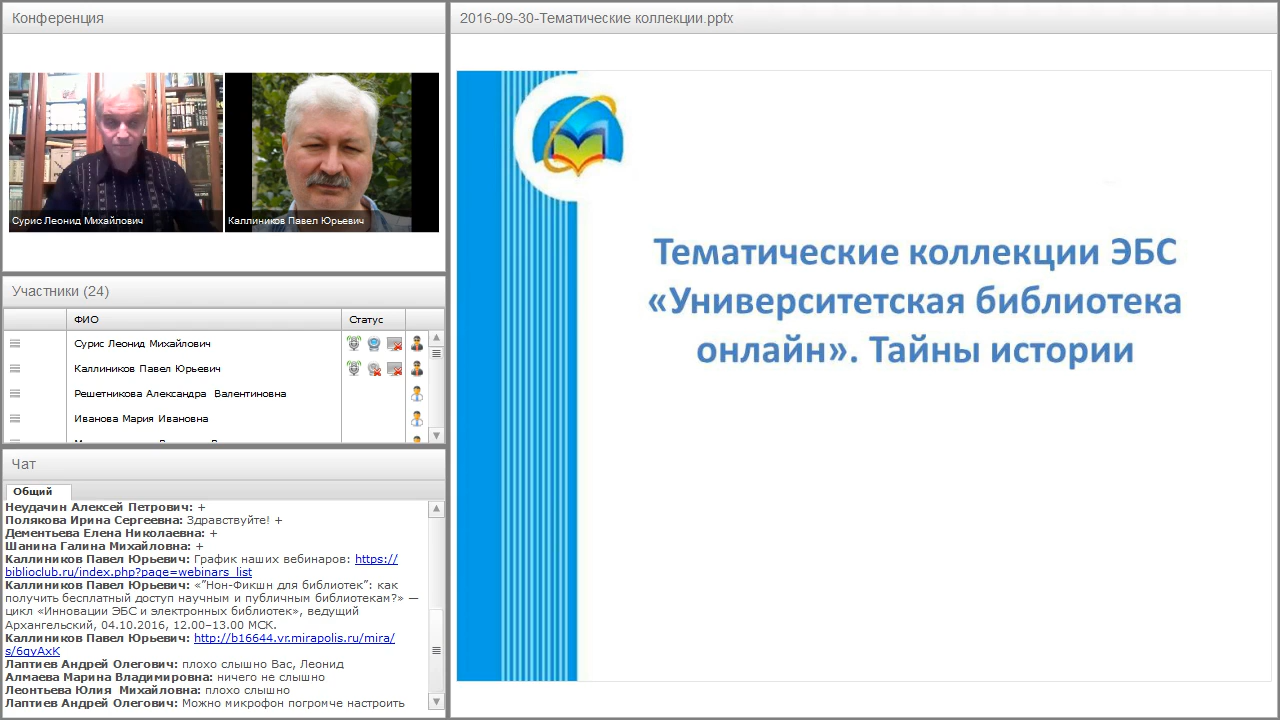 Конференция
Сурис Леонид Михайлович
Каллиников Павел Юрьевич
Участники (24)
ФИО
Статус
Сурис Леонид Михайлович
Каллиников Павел Юрьевич
Решетникова Александра Валентиновна
Иванова Мария Ивановна
Чат
Общий
Неудачин Алексей Петрович: +
Полякова Ирина Сергеевна: Здравствуйте! +
Дементьева Елена Николаевна: +
Шанина Галина Михайловна: +
Каллиников Павел Юрьевич: График наших вебинаров: https://
biblioclub.ru/index.php?page=webinars_list
Каллиников Павел Юрьевич: «"Нон-Фикшн для библиотек": как
получить бесплатный доступ научным и публичным библиотекам?» —
цикл «Инновации ЭБС и электронных библиотек», ведущий
Архангельский, 04.10.2016, 12.00–13.00 МСК.
Каллиников Павел Юрьевич: http://b16644.vr.mirapolis.ru/mira/
s/6qyAxK
Лаптиев Андрей Олегович: плохо слышно Вас, Леонид
Алмаева Марина Владимировна: ничего не слышно
Леонтьева Юлия Михайловна: плохо слышно
Лаптиев Андрей Олегович: Можно микрофон погромче настроить
2016-09-30-Тематические коллекции.pptx
Тематические коллекции ЭБС
«Университетская библиотека
онлайн». Тайны истории